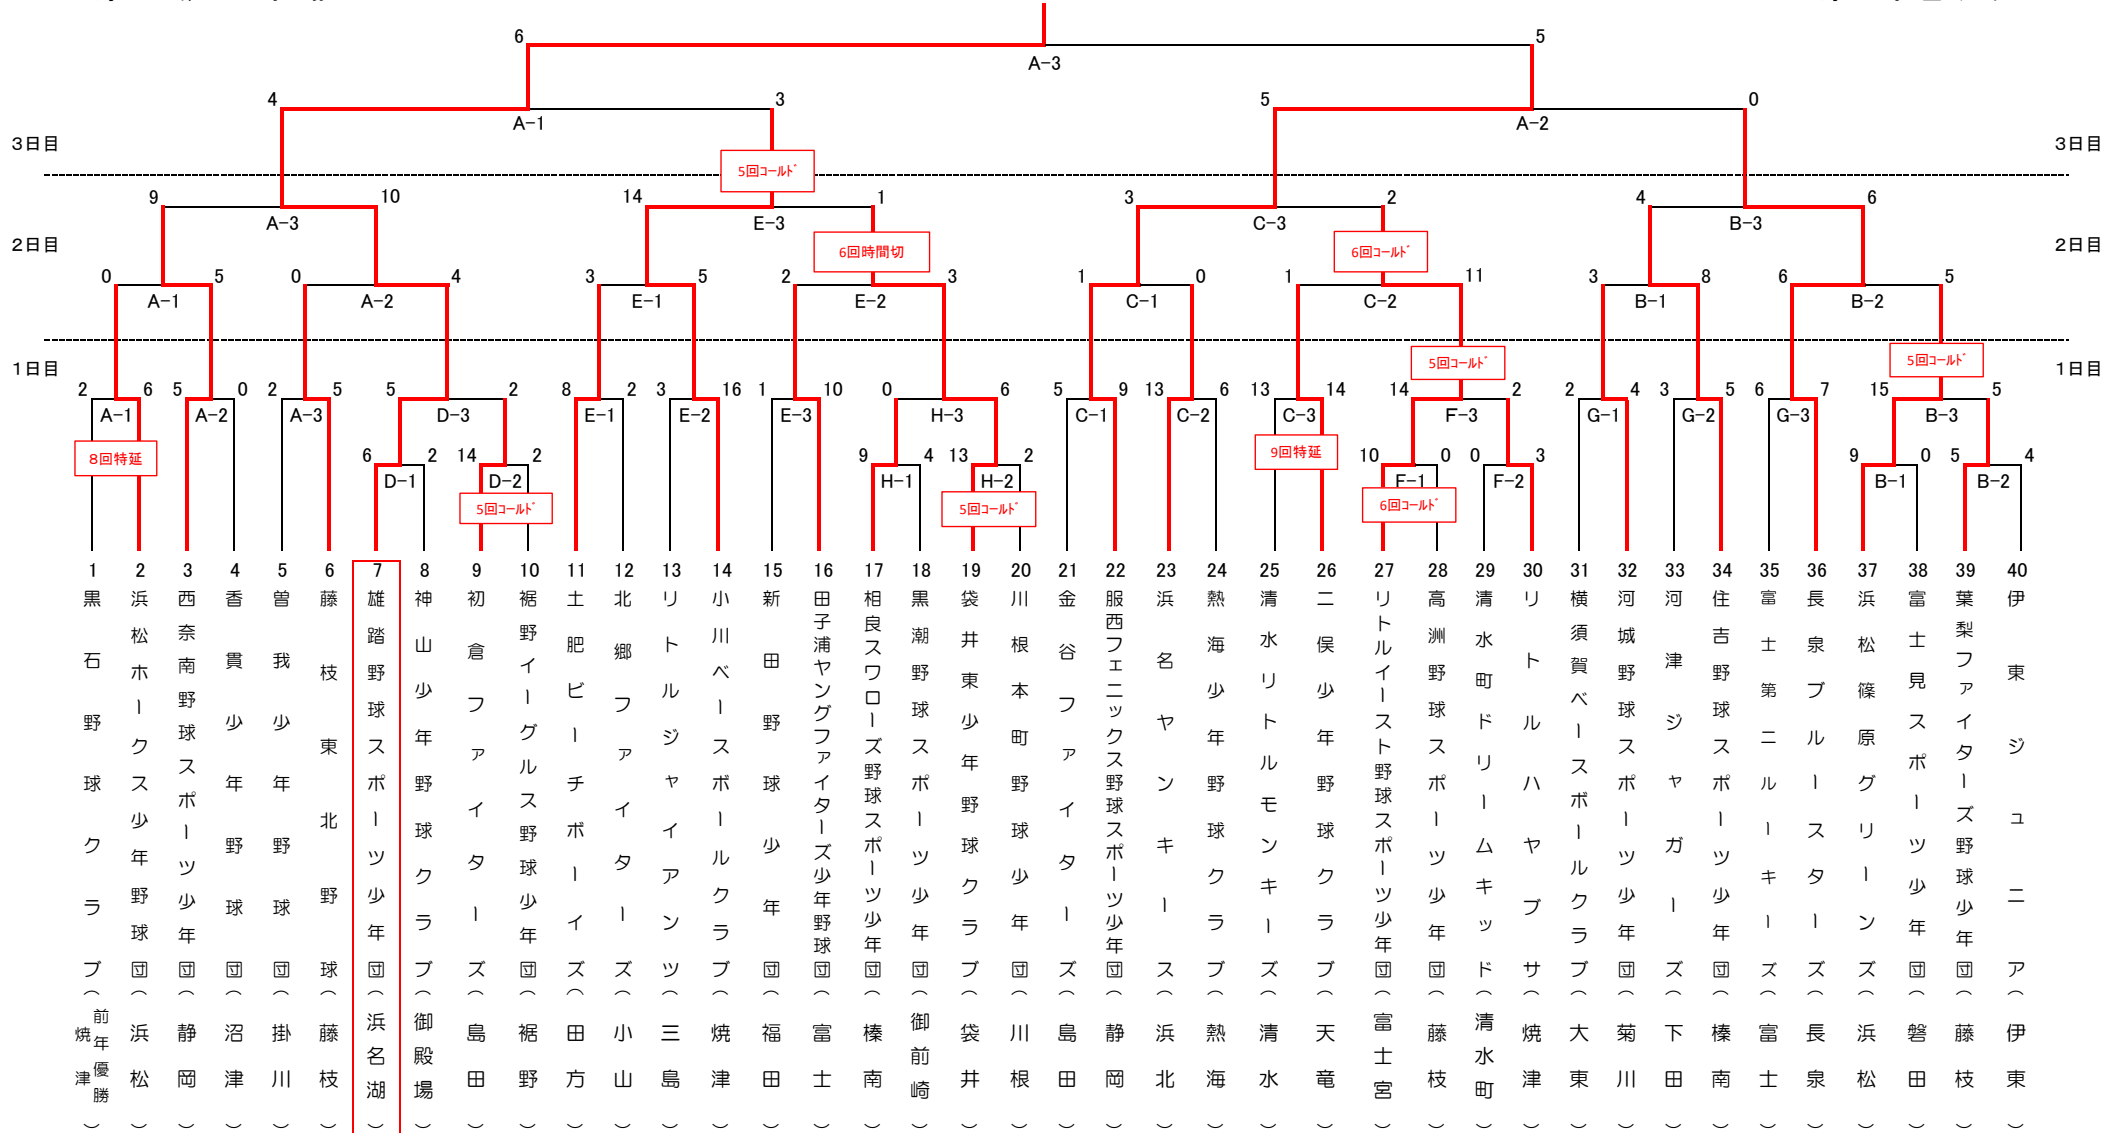 6 5
A-3
4 3 5 0
A-1 A-2
3日目 3日目
5回ｺｰﾙﾄﾞ
9 10 14 1 3 2 4 6
A-3 E-3 C-3 B-3
2日目 6回時間切 6回ｺｰﾙﾄﾞ 2日目
0 5 0 4 3 5 2 3 1 0 1 11 3 8 6 5
A-1 A-2 E-1 E-2 C-1 C-2 B-1 B-2
1日目 5回ｺｰﾙﾄﾞ 5回ｺｰﾙﾄﾞ 1日目
2 6 5 0 2 5 5 2 8 2 3 16 1 10 0 6 5 9 13 6 13 14 14 2 2 4 3 5 6 7 15 5
A-1 A-2 A-3 D-3 E-1 E-2 E-3 H-3 C-1 C-2 C-3 F-3 G-1 G-2 G-3 B-3
8回特延 9回特延
6 2 14 2 9 4 13 2 10 0 0 3 9 0 5 4
D-1 D-2 H-1 H-2 F-1 F-2 B-1 B-2
5回ｺｰﾙﾄﾞ 5回ｺｰﾙﾄﾞ 6回ｺｰﾙﾄﾞ
1 黒石野球クラブ（前年優勝 焼津）
2 浜松ホークス少年野球団（浜松）
3 西奈南野球スポーツ少年団（静岡）
4 香貫少年野球団（沼津）
5 曽我少年野球団（掛川）
6 藤枝東北野球（藤枝）
7 雄踏野球スポーツ少年団（浜名湖）
8 神山少年野球クラブ（御殿場）
9 初倉ファイターズ（島田）
10 裾野イーグルス野球少年団（裾野）
11 土肥ビーチボーイズ（田方）
12 北郷ファイターズ（小山）
13 リトルジャイアンツ（三島）
14 小川ベースボールクラブ（焼津）
15 新田野球少年団（福田）
16 田子浦ヤングファイターズ少年野球団（富士）
17 相良スワローズ野球スポーツ少年団（榛南）
18 黒潮野球スポーツ少年団（御前崎）
19 袋井東少年野球クラブ（袋井）
20 川根本町野球少年団（川根）
21 金谷ファイターズ（島田）
22 服西フェニックス野球スポーツ少年団（静岡）
23 浜名ヤンキース（浜北）
24 熱海少年野球クラブ（熱海）
25 清水リトルモンキーズ（清水）
26 二俣少年野球クラブ（天竜）
27 リトルイースト野球スポーツ少年団（富士宮）
28 高洲野球スポーツ少年団（藤枝）
29 清水町ドリームキッド（清水町）
30 リトルハヤブサ（焼津）
31 横須賀ベースボールクラブ（大東）
32 河城野球スポーツ少年団（菊川）
33 河津ジャガーズ（下田）
34 住吉野球スポーツ少年団（榛南）
35 富士第二ルーキーズ（富士）
36 長泉ブルースターズ（長泉）
37 浜松篠原グリーンズ（浜松）
38 富士見スポーツ少年団（磐田）
39 葉梨ファイターズ野球少年団（藤枝）
40 伊東ジュニア（伊東）